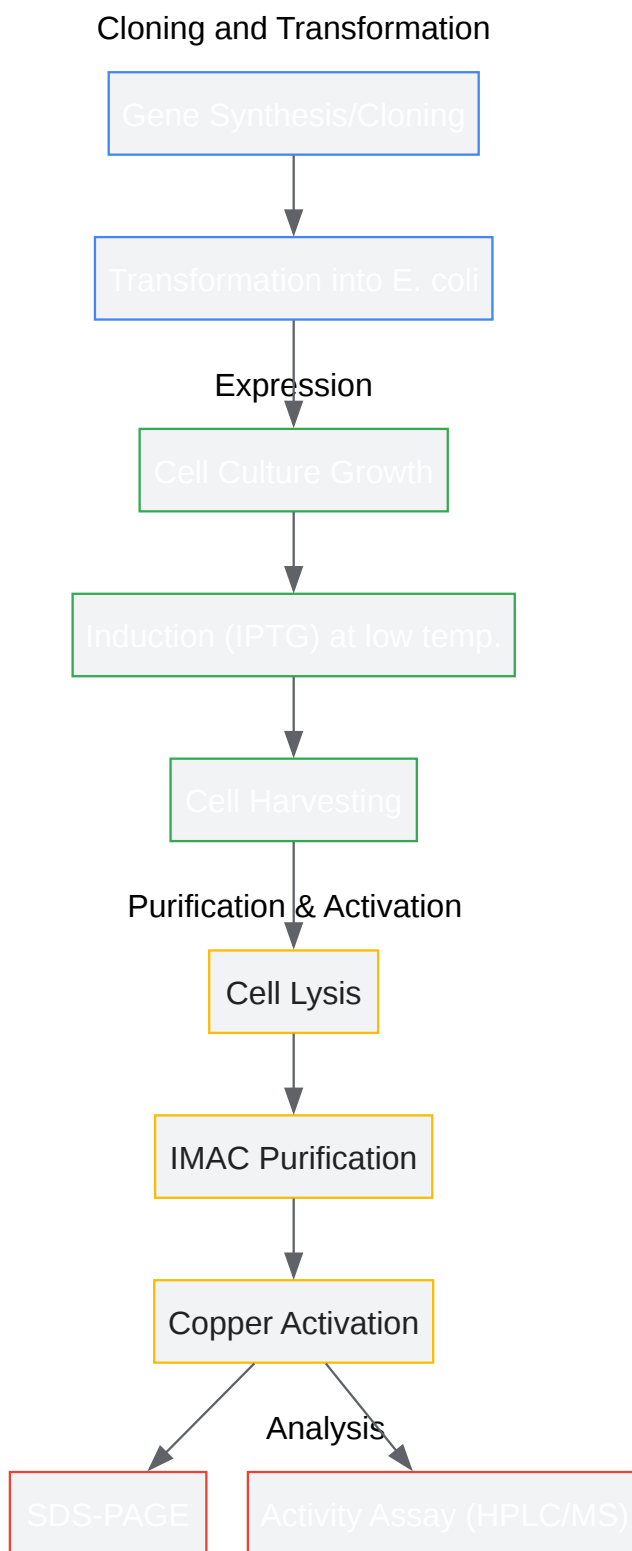 Cloning and Transformation
Gene Synthesis/Cloning
Transformation into E. coli
Expression
Cell Culture Growth
Induction (IPTG) at low temp.
Cell Harvesting
Purification & Activation
Cell Lysis
IMAC Purification
Copper Activation
Analysis
SDS-PAGE
Activity Assay (HPLC/MS)